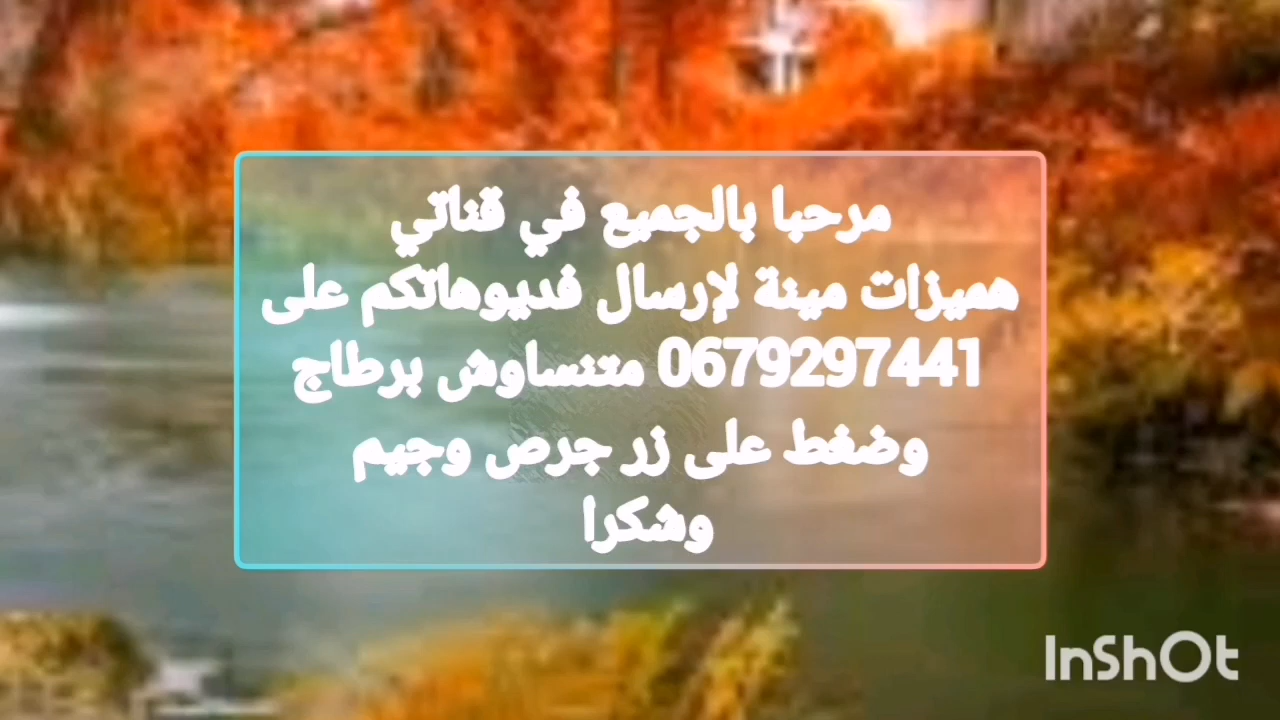 مرحبا بالجميع في قناتي
هميزات مينة لإرسال فديوهاتكم على
0679297441 متنساوش برطاج
وضغط على زر جرص وجيم
وشكرا
InShOt